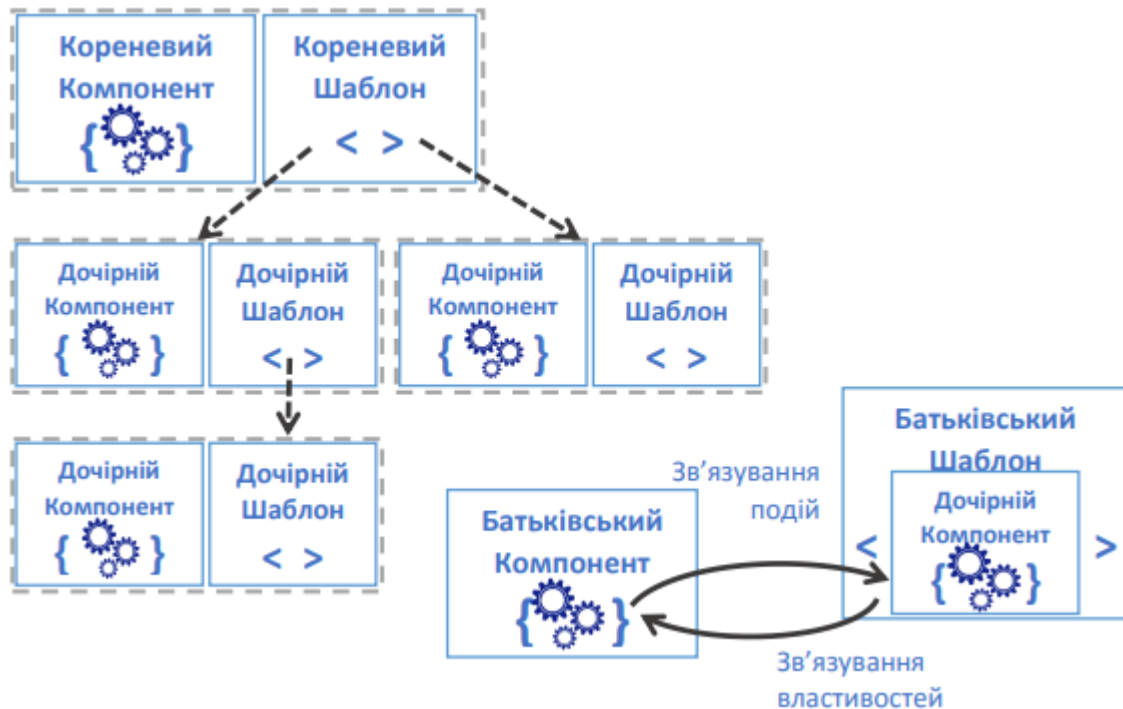 Кореневий
Компонент
{ }
Кореневий
Шаблон
< >
Дочірній
Компонент
{ }
Дочірній
Шаблон
< >
Дочірній
Компонент
{ }
Дочірній
Шаблон
< >
Дочірній
Компонент
{ }
Дочірній
Шаблон
< >
Батьківський
Компонент
{ }
Зв’язування
подій
Батьківський
Шаблон
< >
Дочірній
Компонент
{ }
Зв’язування
властивостей